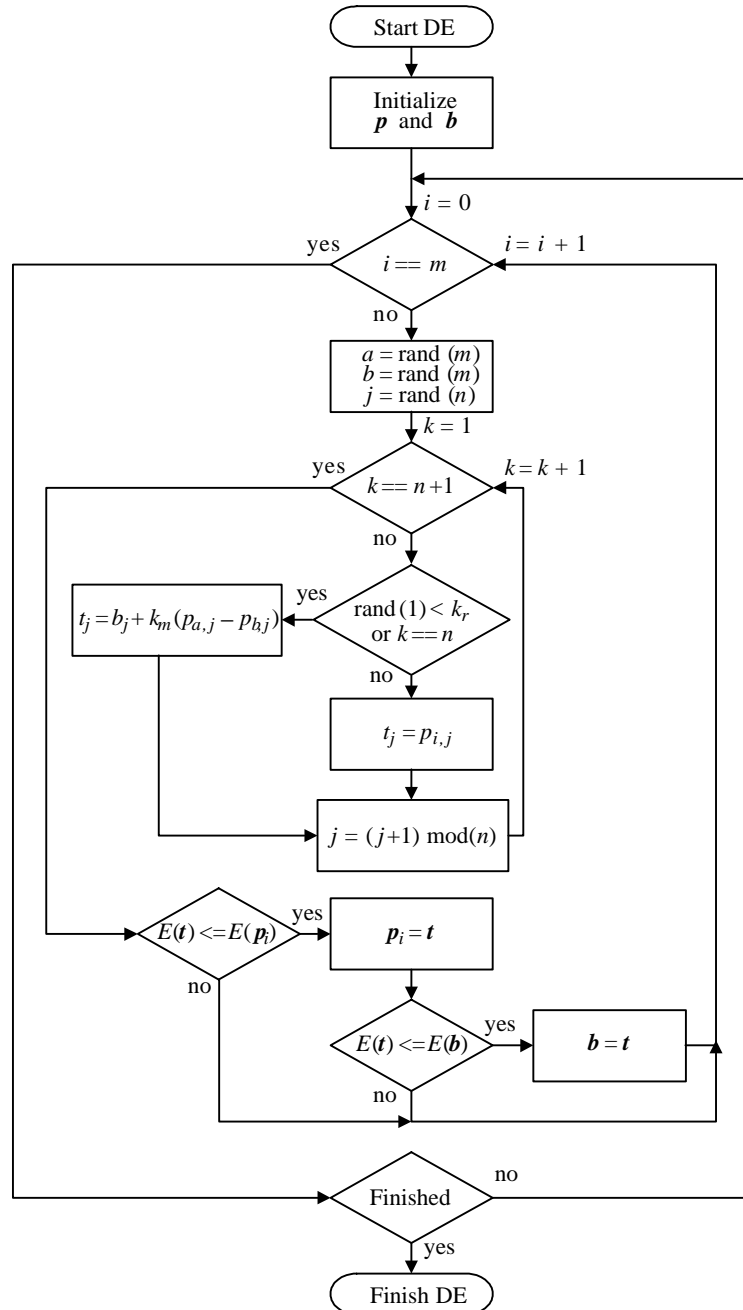 Start DE
Initialize
p and b
i = 0
yes
i = i + 1
i == m
no
a = rand (m)
b = rand (m)
j = rand (n)
k = 1
yes
k = k + 1
k == n+1
no
yes
t_j = b_j + k_m (p_{a,j} – p_{b,j})
rand (1) < k_r
or k == n
no
t_j = p_{i,j}
j = (j+1) mod(n)
E(t) <=E(p_i)
yes
p_i = t
no
E(t) <=E(b)
yes
b = t
no
Finished
no
yes
Finish DE